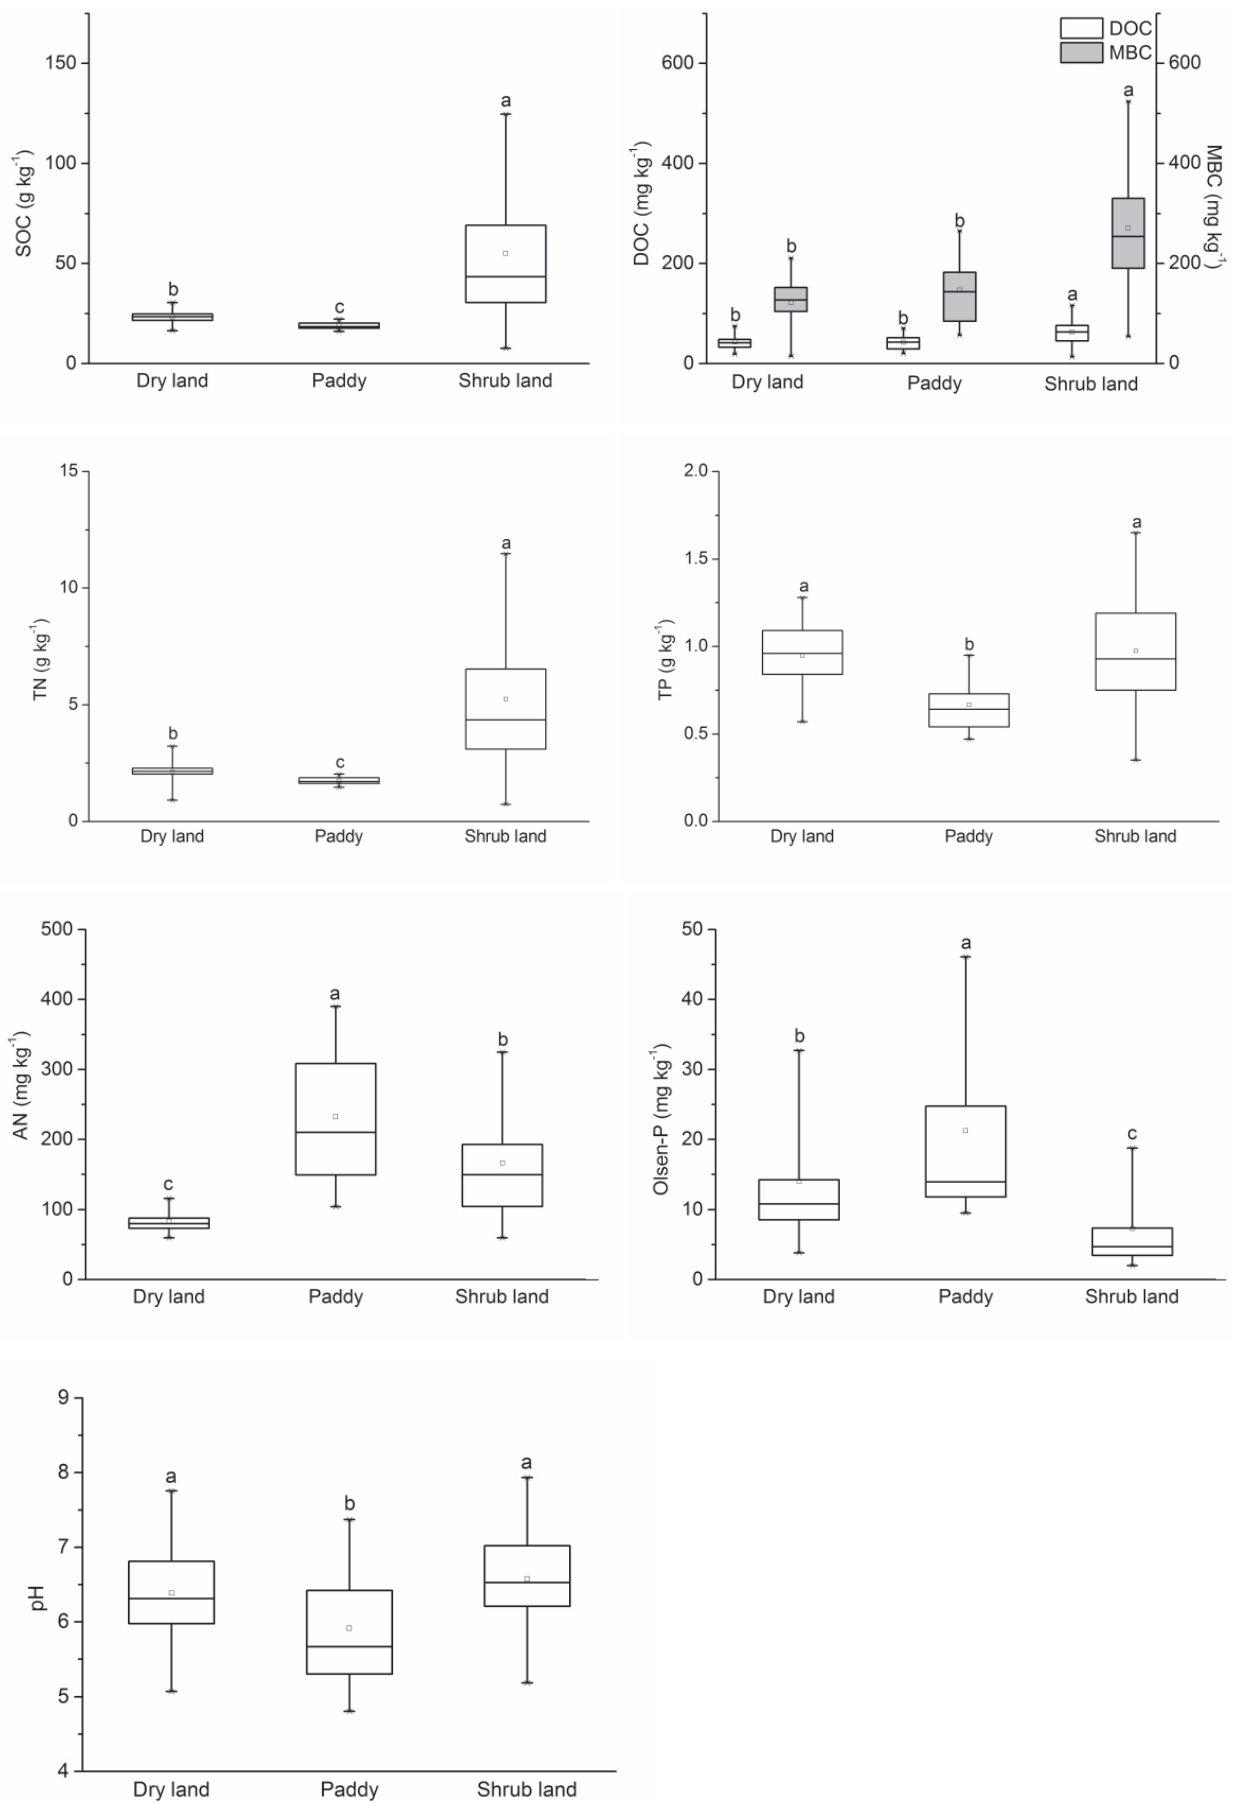 SOC (g kg⁻¹)
150
100
50
0
a
b
c
Dry land
Paddy
Shrub land
DOC
MBC
DOC (mg kg⁻¹)
600
400
200
0
MBC (mg kg⁻¹)
600
400
200
0
b
b
b
b
a
a
Dry land
Paddy
Shrub land
TN (g kg⁻¹)
15
10
5
0
b
c
a
Dry land
Paddy
Shrub land
TP (g kg⁻¹)
2.0
1.5
1.0
0.5
0.0
a
b
a
Dry land
Paddy
Shrub land
AN (mg kg⁻¹)
500
400
300
200
100
0
c
a
b
Dry land
Paddy
Shrub land
Olsen-P (mg kg⁻¹)
50
40
30
20
10
0
b
a
c
Dry land
Paddy
Shrub land
pH
9
8
7
6
5
4
a
b
a
Dry land
Paddy
Shrub land